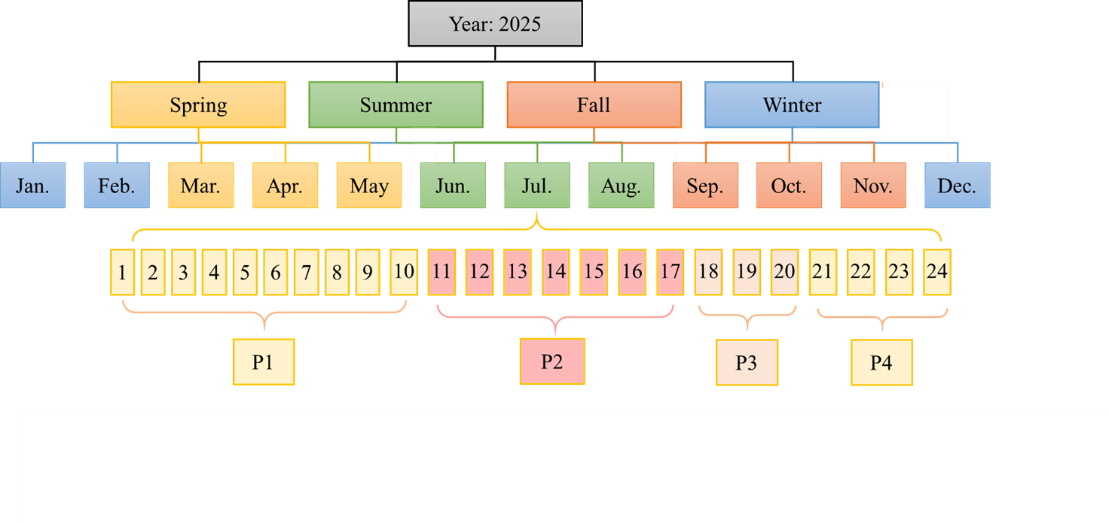 Year: 2025
Spring Summer Fall Winter
Jan. Feb. Mar. Apr. May Jun. Jul. Aug. Sep. Oct. Nov. Dec.
1 2 3 4 5 6 7 8 9 10 11 12 13 14 15 16 17 18 19 20 21 22 23 24
P1 P2 P3 P4